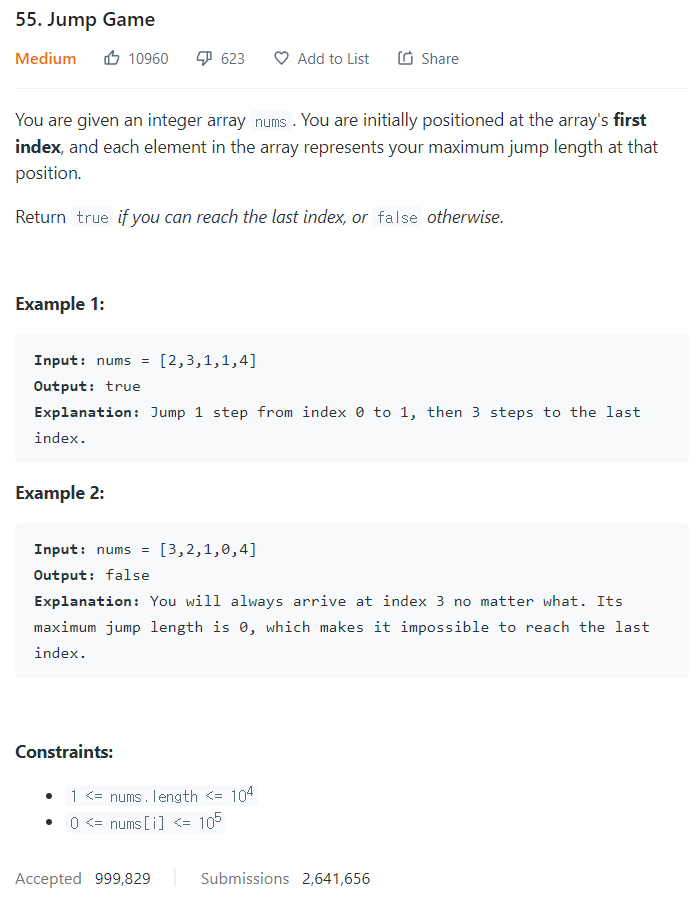 55. Jump Game
Medium 10960 623 Add to List Share
You are given an integer array nums . You are initially positioned at the array's first
index, and each element in the array represents your maximum jump length at that
position.
Return true if you can reach the last index, or false otherwise.
Example 1:
Input: nums = [2,3,1,1,4]
Output: true
Explanation: Jump 1 step from index 0 to 1, then 3 steps to the last
index.
Example 2:
Input: nums = [3,2,1,0,4]
Output: false
Explanation: You will always arrive at index 3 no matter what. Its
maximum jump length is 0, which makes it impossible to reach the last
index.
Constraints:
• 1 <= nums.length <= 10⁴
• 0 <= nums[i] <= 10⁵
Accepted 999,829 Submissions 2,641,656